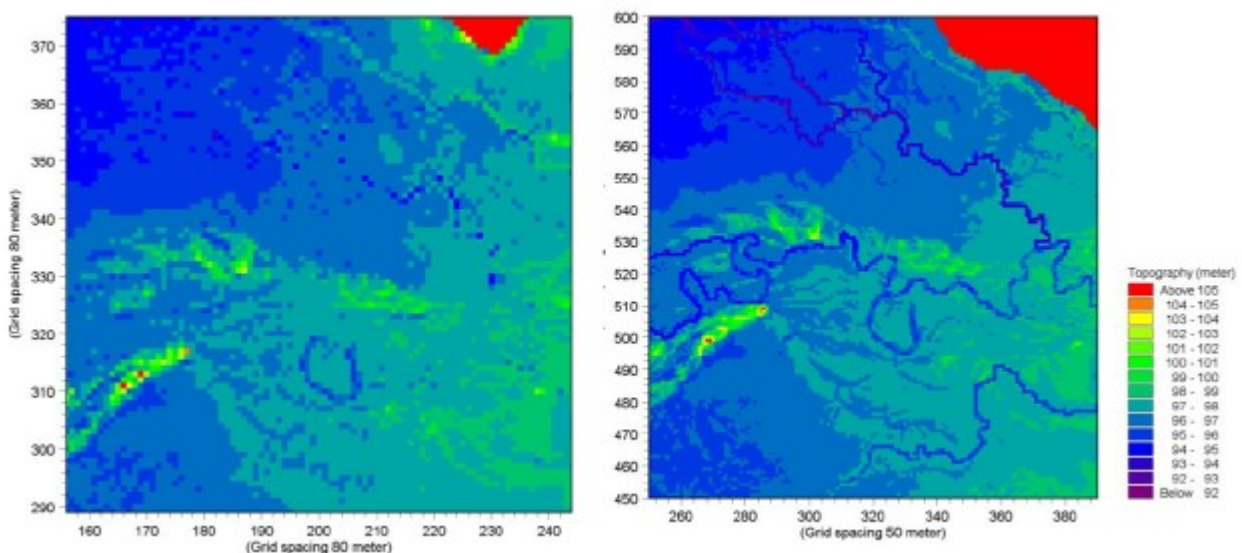 370
360
350
340
330
320
310
300
290
(Grid spacing 80 meter)
160 170 180 190 200 210 220 230 240
(Grid spacing 80 meter)
600
590
580
570
560
550
540
530
520
510
500
490
480
470
460
450
(Grid spacing 50 meter)
260 280 300 320 340 360 380
(Grid spacing 50 meter)
Topography (meter)
Above 105
104 - 105
103 - 104
102 - 103
101 - 102
100 - 101
99 - 100
98 - 99
97 - 98
96 - 97
95 - 96
94 - 95
93 - 94
92 - 93
Below 92